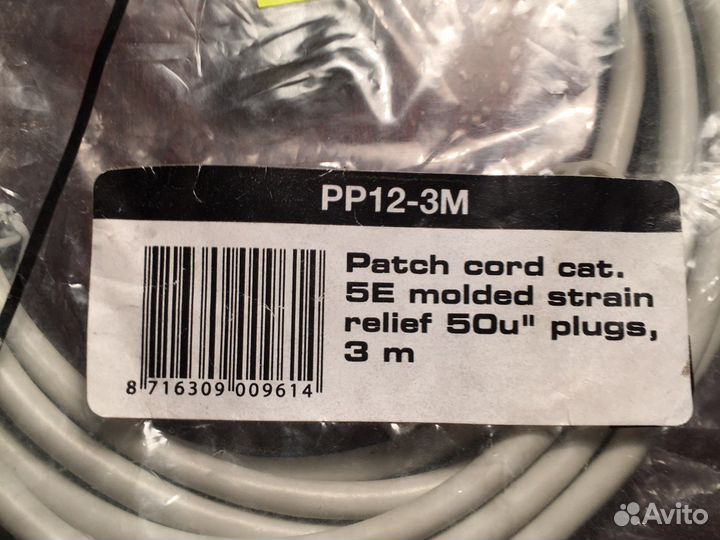 PP12-3M
Patch cord cat.
5E molded strain
relief 50u" plugs,
3 m
8 716309 009614
Avito